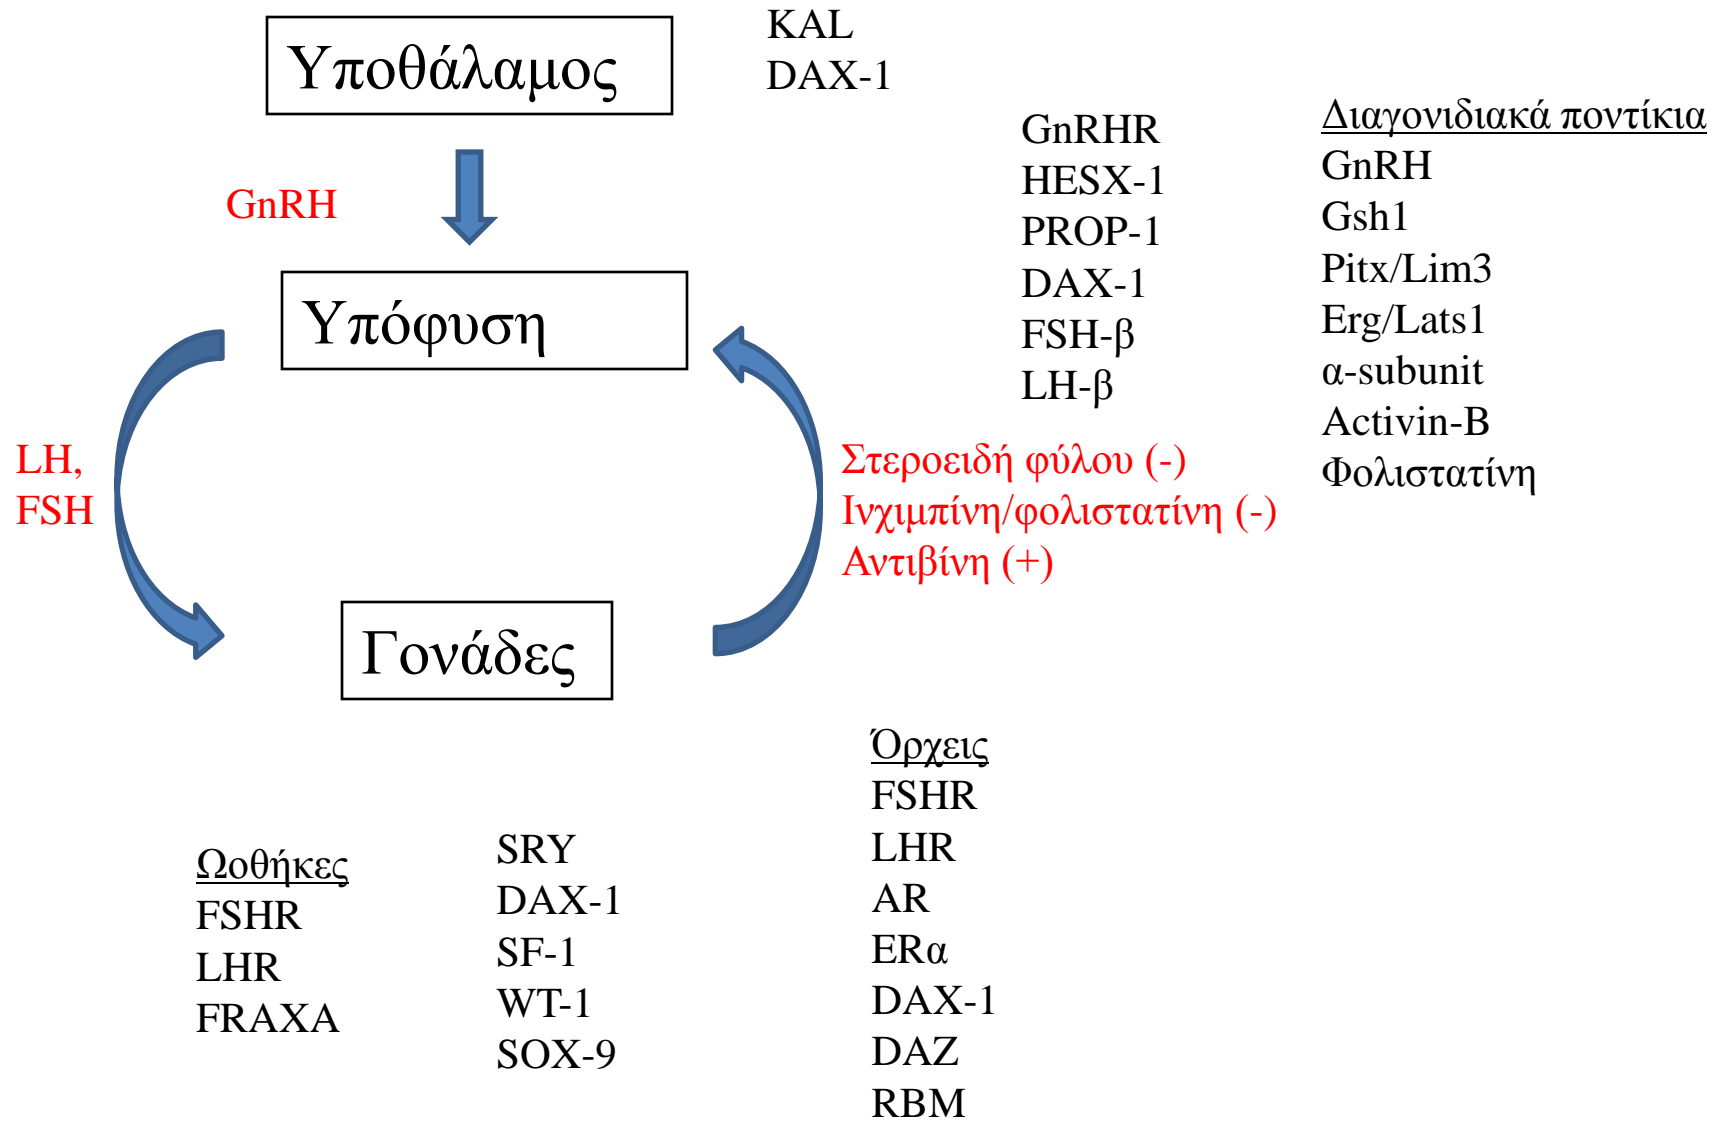 Υποθάλαμος
KAL
DAX-1
GnRH
Υπόφυση
GnRHR
HESX-1
PROP-1
DAX-1
FSH-β
LH-β
Διαγονιδιακά ποντίκια
GnRH
Gsh1
Pitx/Lim3
Erg/Lats1
α-subunit
Activin-B
Φολιστατίνη
LH,
FSH
Στεροειδή φύλου (-)
Ινχιμπίνη/φολιστατίνη (-)
Αντιβίνη (+)
Γονάδες
Ωοθήκες
FSHR
LHR
FRAXA
SRY
DAX-1
SF-1
WT-1
SOX-9
Όρχεις
FSHR
LHR
AR
ERα
DAX-1
DAZ
RBM